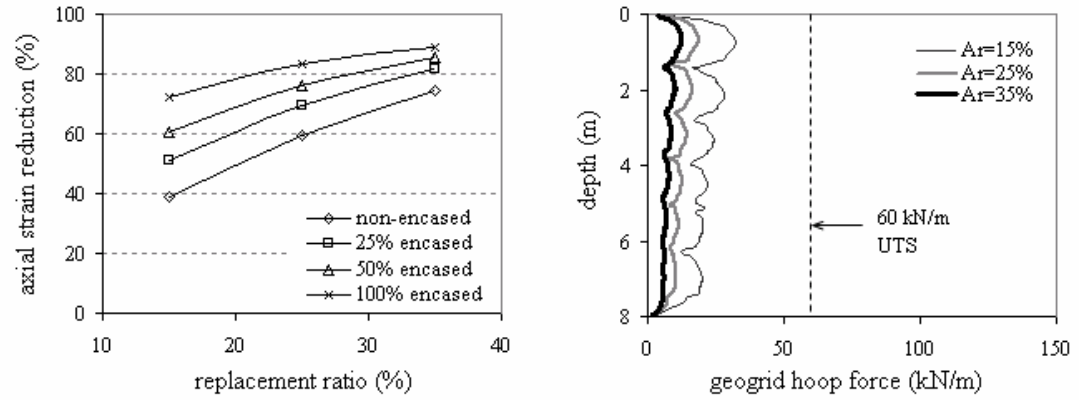 100
80
60
40
20
0
10
20
30
40
axial strain reduction (%)
replacement ratio (%)
non-encased
25% encased
50% encased
100% encased
0
2
4
6
8
0
50
100
150
depth (m)
geogrid hoop force (kN/m)
Ar=15%
Ar=25%
Ar=35%
60 kN/m
UTS